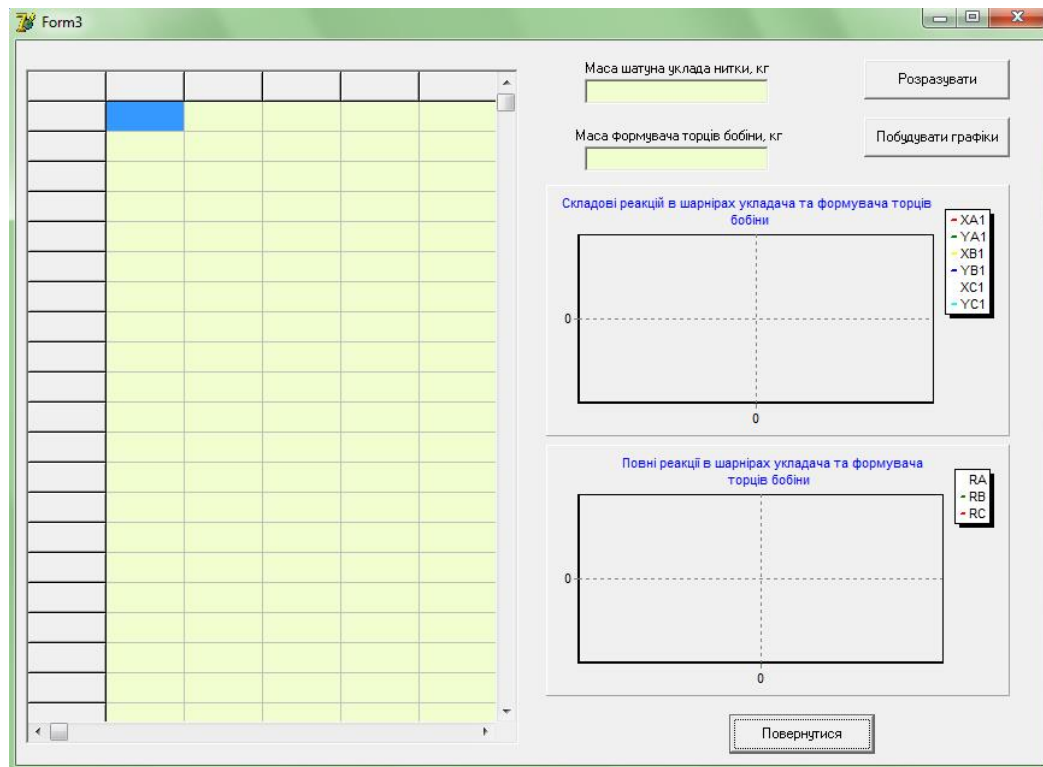 Form3
Маса шатуна уклада нитки, кг
Розразувати
Маса формувача торців бобіни, кг
Побудувати графіки
Складові реакцій в шарнірах укладача та формувача торців
бобіни
XA1
YA1
XB1
YB1
XC1
YC1
0
0
Повні реакції в шарнірах укладача та формувача
торців бобіни
RA
RB
RC
0
0
Повернутися